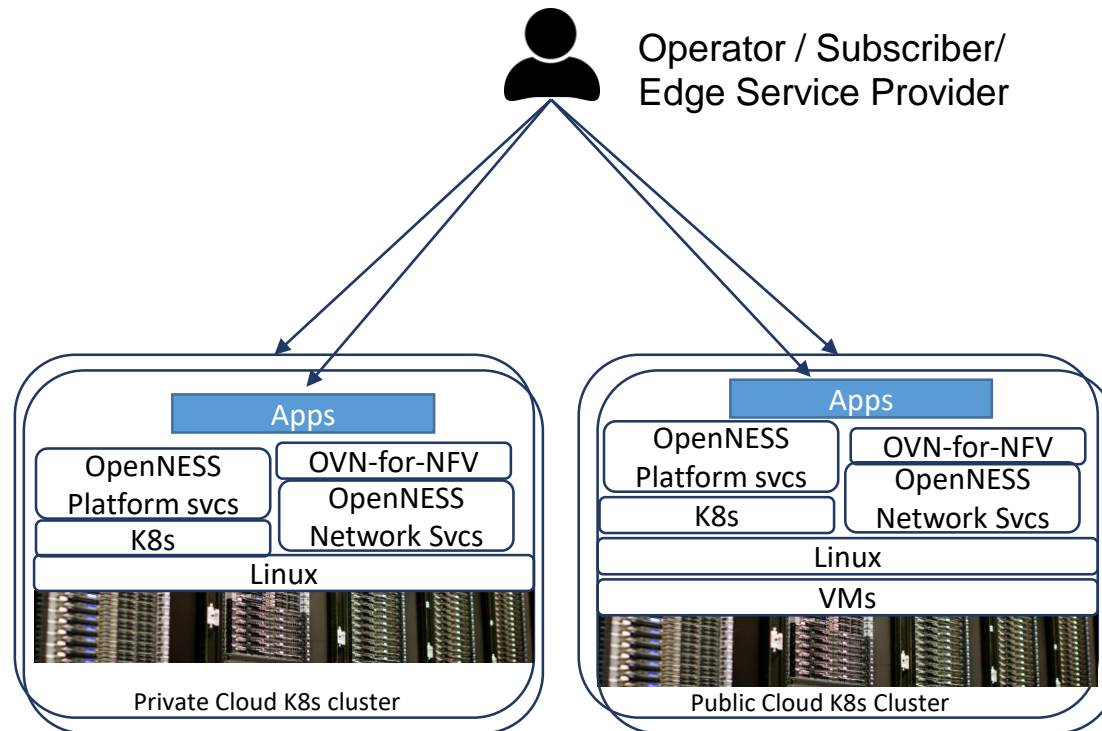 Operator / Subscriber/
Edge Service Provider
Apps
OpenNESS
Platform svcs
OVN-for-NFV
OpenNESS
Network Svcs
K8s
Linux
Private Cloud K8s cluster
Apps
OpenNESS
Platform svcs
OVN-for-NFV
OpenNESS
Network Svcs
K8s
Linux
VMs
Public Cloud K8s Cluster